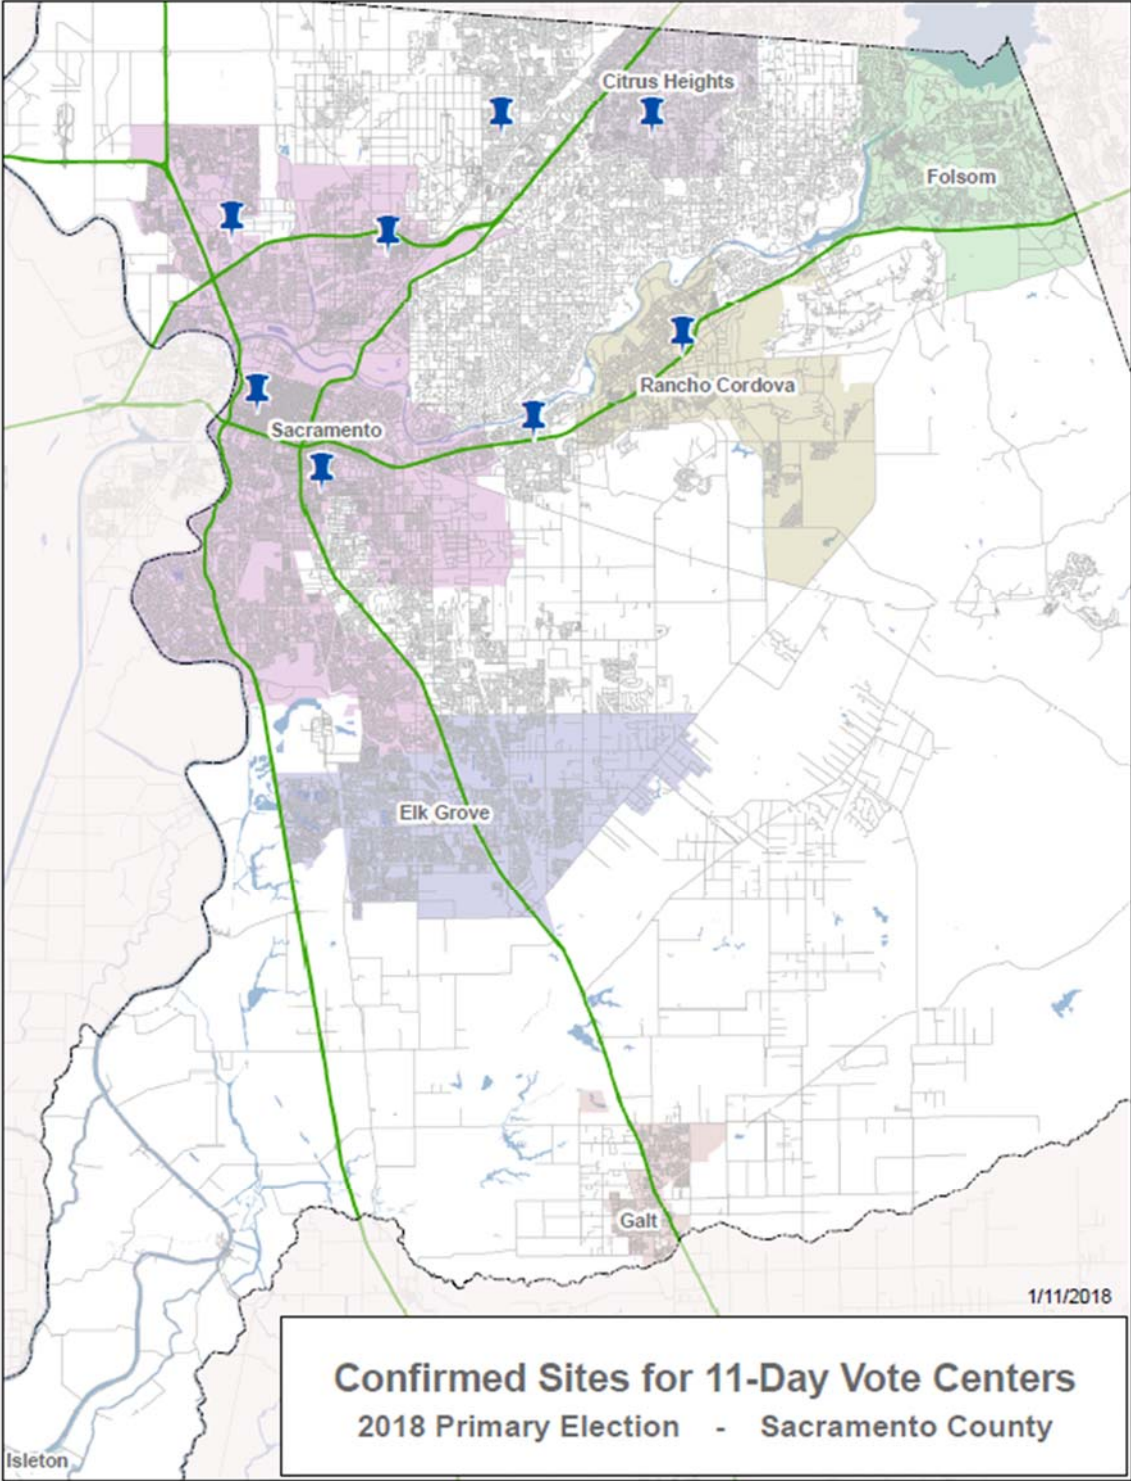 Citrus Heights
Folsom
Rancho Cordova
Sacramento
Elk Grove
Galt
1/11/2018
Confirmed Sites for 11-Day Vote Centers
2018 Primary Election - Sacramento County
Isleton